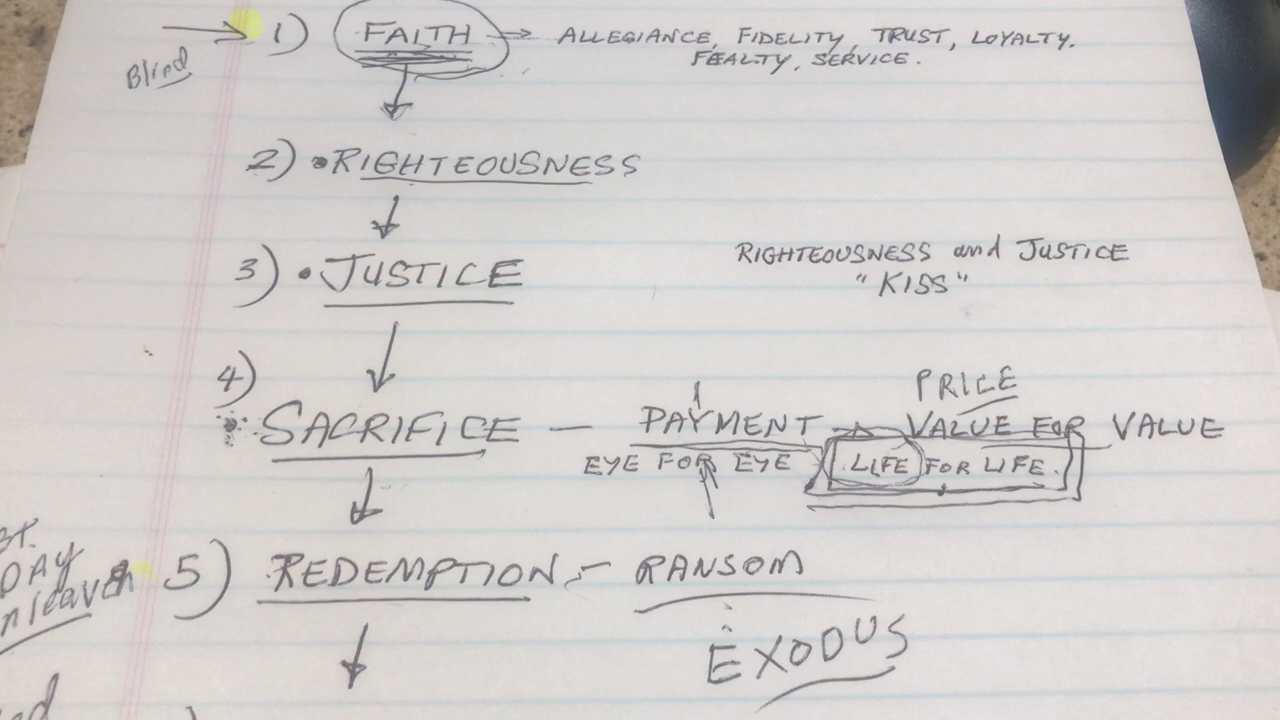 1) FAITH → ALLEGIANCE, FIDELITY, TRUST, LOYALTY.
FEALTY, SERVICE.
Blind
2) • RIGHTEOUSNESS
3) • JUSTICE
RIGHTEOUSNESS and JUSTICE
"KISS"
4)
PRICE
SACRIFICE — PAYMENT — VALUE FOR VALUE
EYE FOR EYE LIFE FOR LIFE.
DAY
5) REDEMPTION, - RANSOM
EXODUS